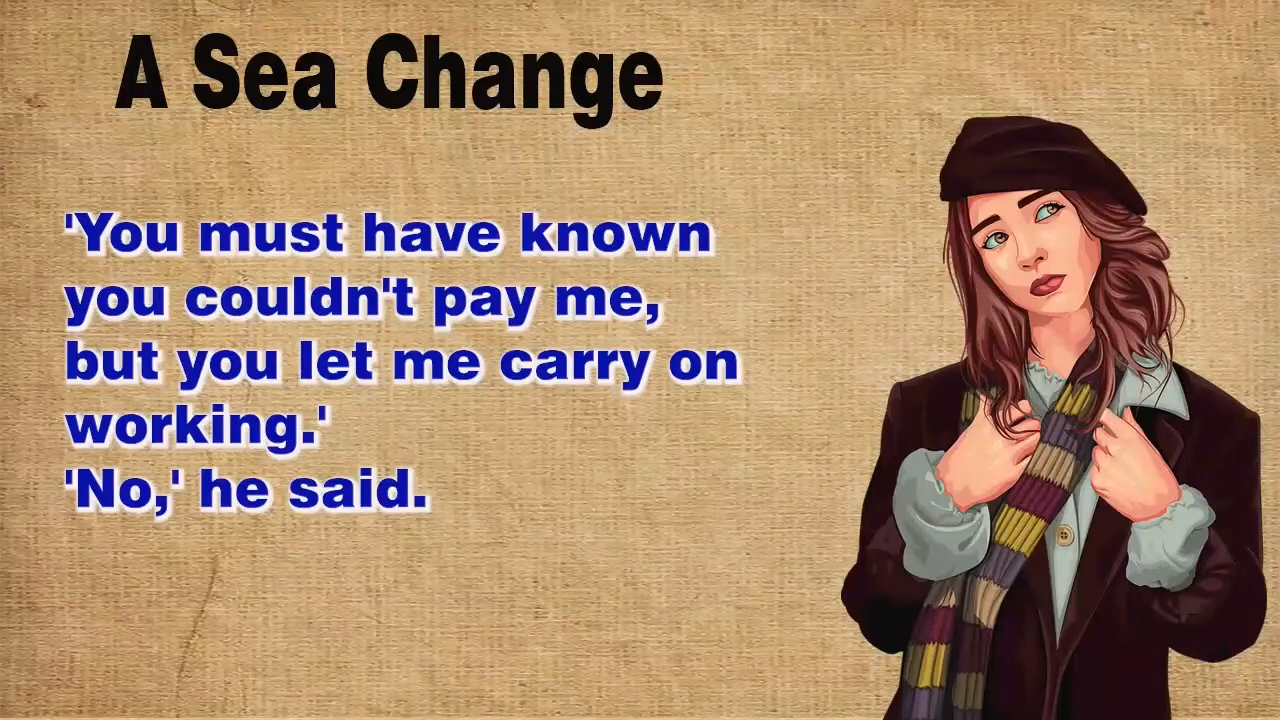 A Sea Change
'You must have known
you couldn't pay me,
but you let me carry on
working.'
'No,' he said.